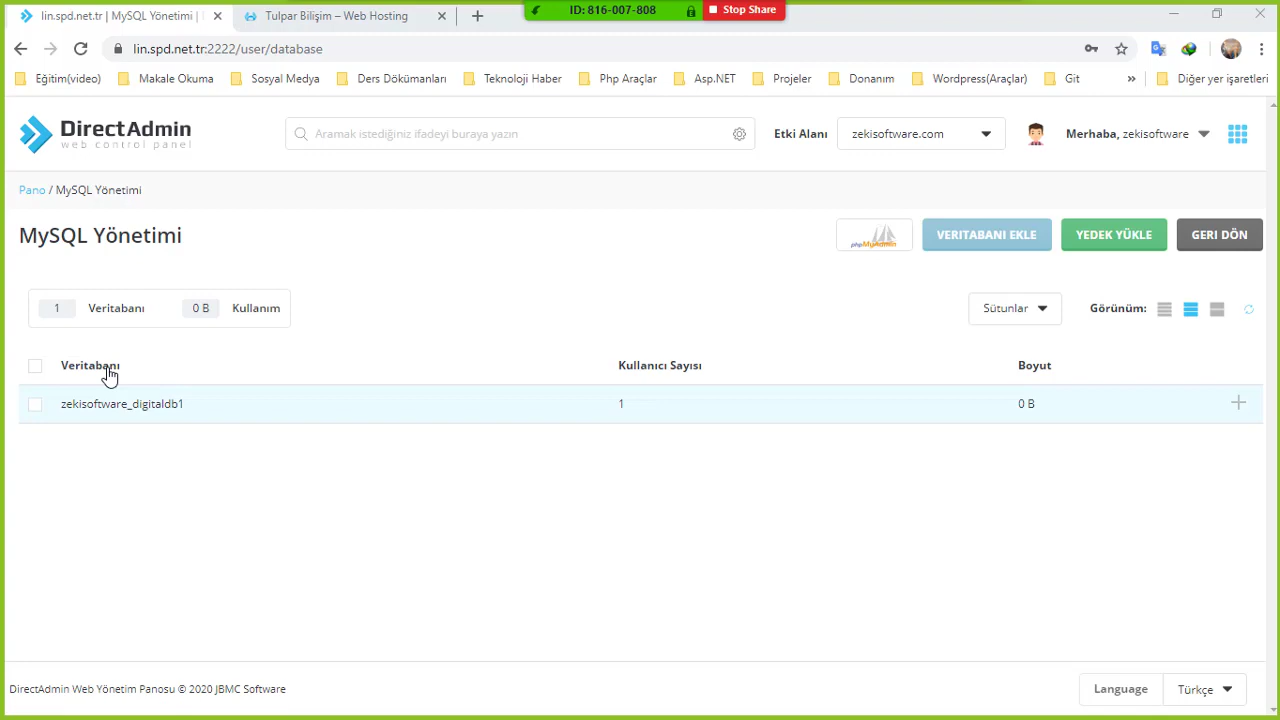 lin.spd.net.tr | MySQL Yönetimi |
Tulpar Bilişim – Web Hosting
ID: 816-007-808
Stop Share
lin.spd.net.tr:2222/user/database
Eğitim(video)
Makale Okuma
Sosyal Medya
Ders Dökümanları
Teknoloji Haber
Php Araçlar
Asp.NET
Projeler
Donanım
Wordpress(Araçlar)
Git
»
Diğer yer işaretleri
DirectAdmin
web control panel
Aramak istediğiniz ifadeyi buraya yazın
Etki Alanı
zekisoftware.com
Merhaba, zekisoftware
Pano / MySQL Yönetimi
MySQL Yönetimi
phpMyAdmin
VERITABANI EKLE
YEDEK YÜKLE
GERI DÖN
1 Veritabanı
0 B Kullanım
Sütunlar
Görünüm:
Veritabanı
Kullanıcı Sayısı
Boyut
zekisoftware_digitaldb1
1
0 B
DirectAdmin Web Yönetim Panosu © 2020 JBMC Software
Language
Türkçe